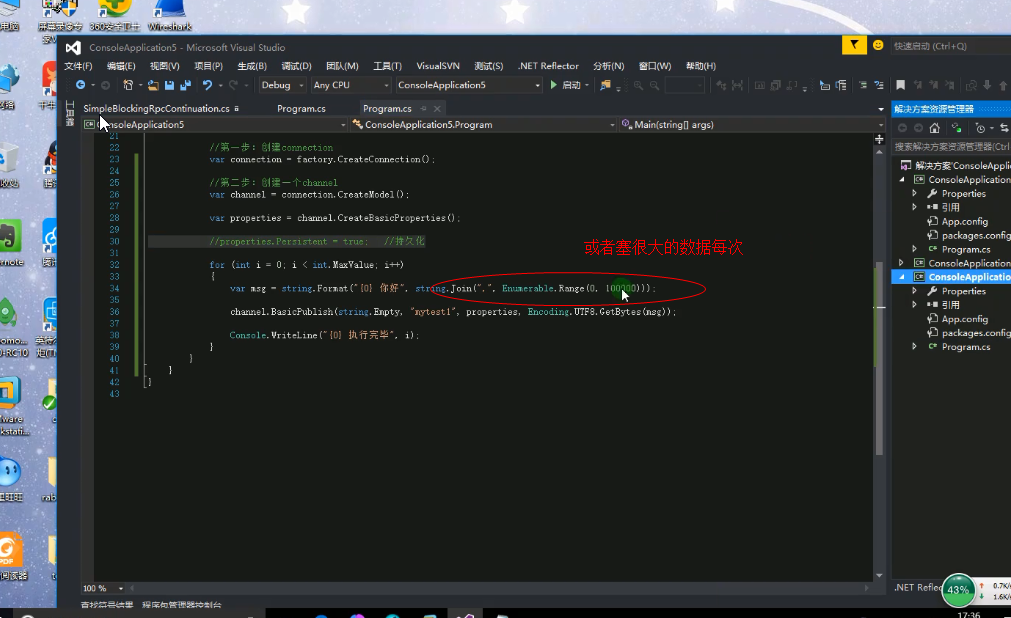 电脑
屏幕录像专
360安全卫士
Wireshark
ConsoleApplication5 - Microsoft Visual Studio
快速启动 (Ctrl+Q)
文件(F) 编辑(E) 视图(V) 项目(P) 生成(B) 调试(D) 团队(M) 工具(T) VisualSVN 测试(S) .NET Reflector 分析(N) 窗口(W) 帮助(H)
Debug Any CPU ConsoleApplication5 启动
SimpleBlockingRpcContinuation.cs Program.cs Program.cs
解决方案资源管理器
ConsoleApplication5 ConsoleApplication5.Program Main(string[] args)
搜索解决方案资源管理器(Ctrl
21
22 //第一步：创建connection
23 var connection = factory.CreateConnection();
24
25 //第二步：创建一个channel
26 var channel = connection.CreateModel();
27
28 var properties = channel.CreateBasicProperties();
29
30 //properties.Persistent = true; //持久化
或者塞很大的数据每次
31
32 for (int i = 0; i < int.MaxValue; i++)
33 {
34 var msg = string.Format("{0} 你好", string.Join(",", Enumerable.Range(0, 100000)));
35
36 channel.BasicPublish(string.Empty, "mytest1", properties, Encoding.UTF8.GetBytes(msg));
37
38 Console.WriteLine("{0} 执行完毕", i);
39 }
40 }
41 }
42 }
43
解决方案'ConsoleApplic
ConsoleApplication
Properties
引用
App.config
packages.config
Program.cs
ConsoleApplication
ConsoleApplicatio
Properties
引用
App.config
packages.config
Program.cs
100 %
查找符号结果 程序包管理器控制台
.NET Reflec
43%
0.7K/
1.6K/
17:36